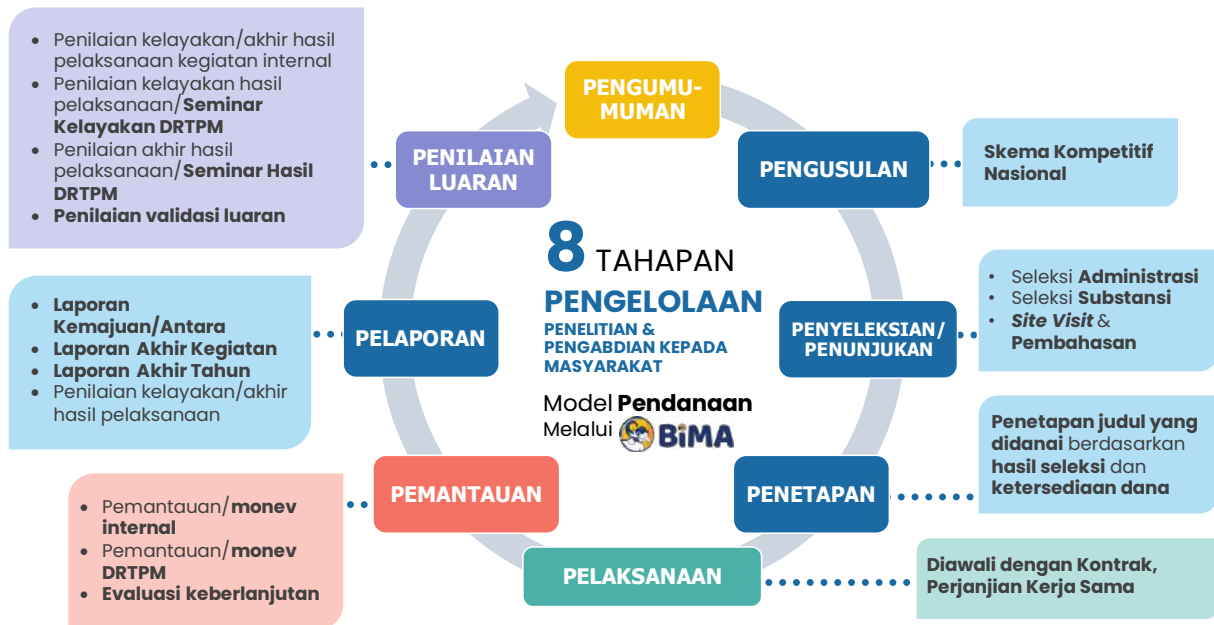 PENGUMU-
MUMAN
PENGUSULAN
Skema Kompetitif
Nasional
PENYELEKSIAN/
PENUNJUKAN
• Seleksi Administrasi
• Seleksi Substansi
• Site Visit &
Pembahasan
PENETAPAN
Penetapan judul yang
didanai berdasarkan
hasil seleksi dan
ketersediaan dana
PELAKSANAAN
Diawali dengan Kontrak,
Perjanjian Kerja Sama
PEMANTAUAN
• Pemantauan/monev
internal
• Pemantauan/monev
DRTPM
• Evaluasi keberlanjutan
PELAPORAN
• Laporan
Kemajuan/Antara
• Laporan Akhir Kegiatan
• Laporan Akhir Tahun
• Penilaian kelayakan/akhir
hasil pelaksanaan
PENILAIAN
LUARAN
• Penilaian kelayakan/akhir hasil
pelaksanaan kegiatan internal
• Penilaian kelayakan hasil
pelaksanaan/Seminar
Kelayakan DRTPM
• Penilaian akhir hasil
pelaksanaan/Seminar Hasil
DRTPM
• Penilaian validasi luaran
8 TAHAPAN
PENGELOLAAN
PENELITIAN &
PENGABDIAN KEPADA
MASYARAKAT
Model Pendanaan
Melalui BiMA